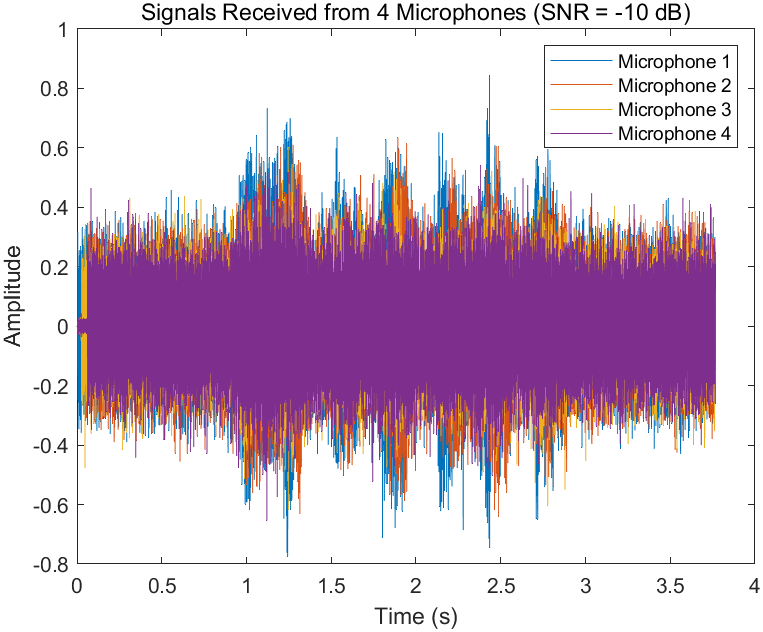 Signals Received from 4 Microphones (SNR = -10 dB)
Microphone 1
Microphone 2
Microphone 3
Microphone 4
Amplitude
1
0.8
0.6
0.4
0.2
0
-0.2
-0.4
-0.6
-0.8
0 0.5 1 1.5 2 2.5 3 3.5 4
Time (s)